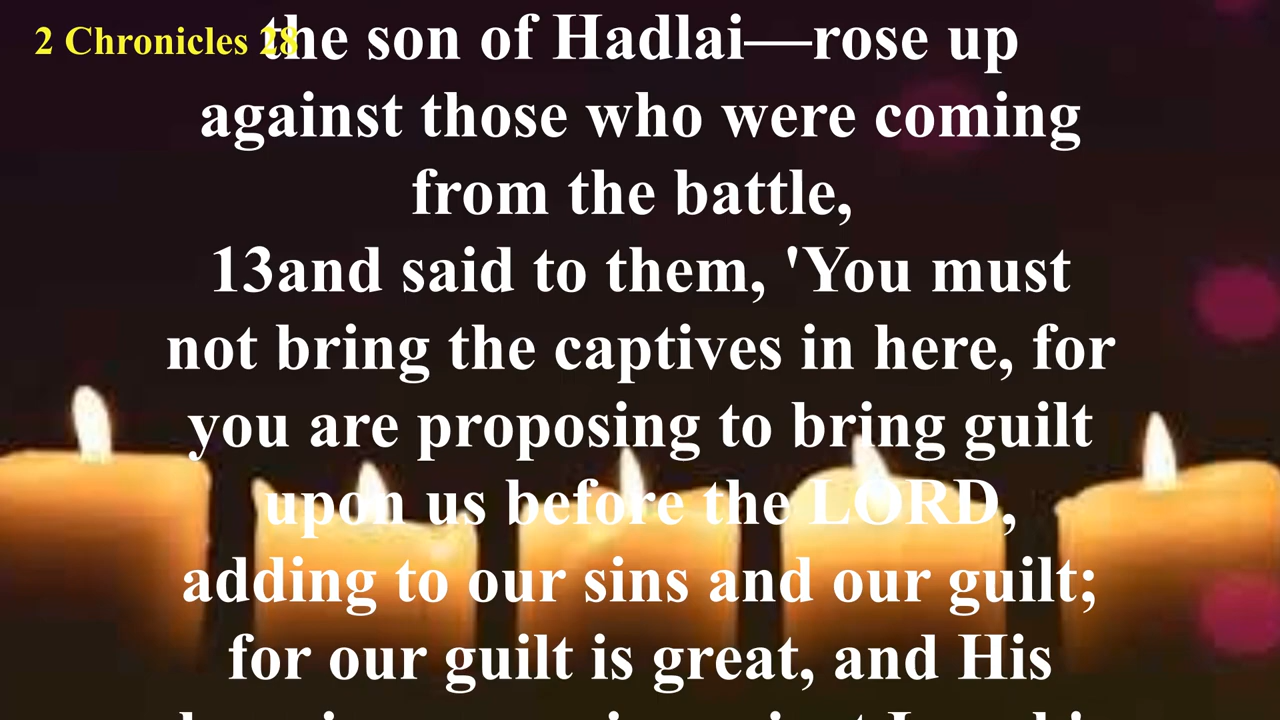 2 Chronicles 28
the son of Hadlai—rose up
against those who were coming
from the battle,
13and said to them, 'You must
not bring the captives in here, for
you are proposing to bring guilt
upon us before the LORD,
adding to our sins and our guilt;
for our guilt is great, and His